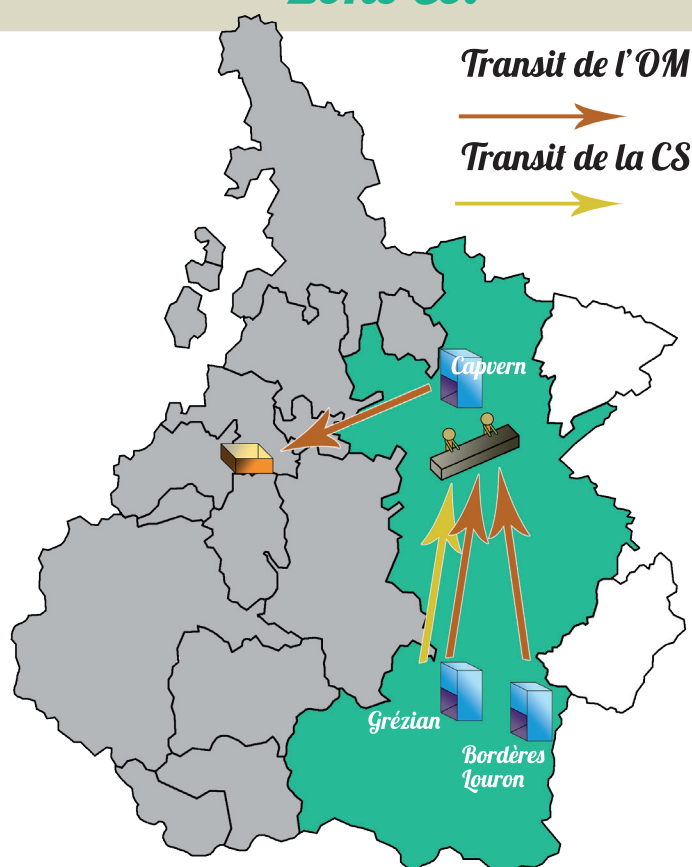 Transit de l'OM
Transit de la CS
Capvern
Grézian
Bordères
Louron